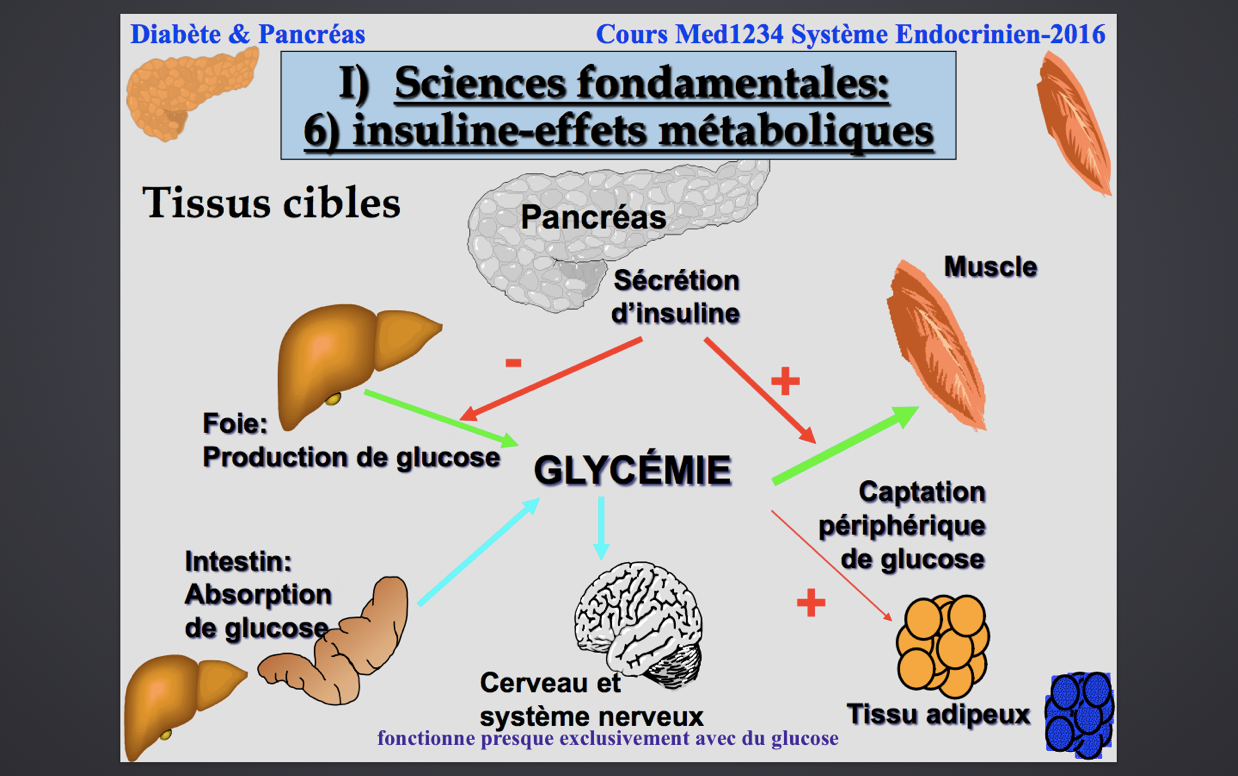 Diabète & Pancréas
Cours Med1234 Système Endocrinien-2016
I) Sciences fondamentales:
6) insuline-effets métaboliques
Tissus cibles
Pancréas
Sécrétion
d’insuline
Muscle
-
+
Foie:
Production de glucose
GLYCÉMIE
Captation
périphérique
de glucose
Intestin:
Absorption
de glucose
+
Cerveau et
système nerveux
fonctionne presque exclusivement avec du glucose
Tissu adipeux